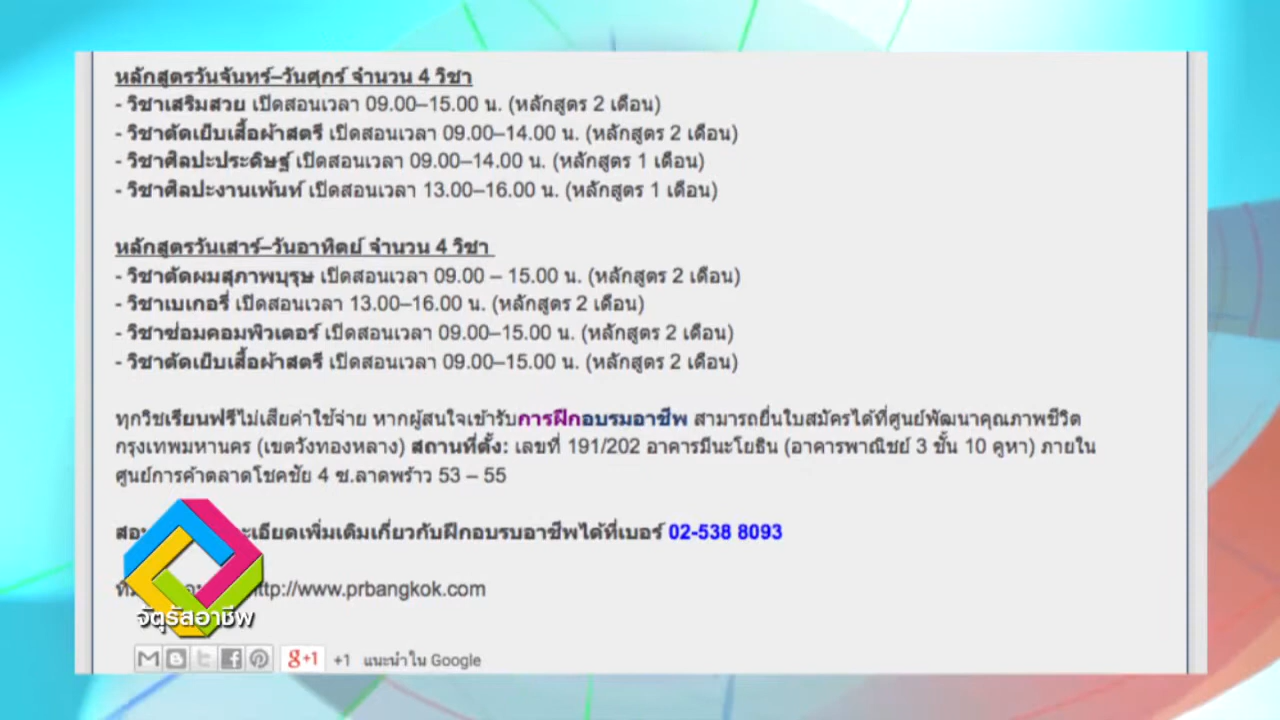 หลักสูตรวันจันทร์–วันศุกร์ จำนวน 4 วิชา
- วิชาเสริมสวย เปิดสอนเวลา 09.00–15.00 น. (หลักสูตร 2 เดือน)
- วิชาตัดเย็บเสื้อผ้าสตรี เปิดสอนเวลา 09.00–14.00 น. (หลักสูตร 2 เดือน)
- วิชาศิลปะประดิษฐ์ เปิดสอนเวลา 09.00–14.00 น. (หลักสูตร 1 เดือน)
- วิชาศิลปะงานเพ้นท์ เปิดสอนเวลา 13.00–16.00 น. (หลักสูตร 1 เดือน)
หลักสูตรวันเสาร์–วันอาทิตย์ จำนวน 4 วิชา
- วิชาตัดผมสุภาพบุรุษ เปิดสอนเวลา 09.00 – 15.00 น. (หลักสูตร 2 เดือน)
- วิชาเบเกอรี่ เปิดสอนเวลา 13.00–16.00 น. (หลักสูตร 2 เดือน)
- วิชาซ่อมคอมพิวเตอร์ เปิดสอนเวลา 09.00–15.00 น. (หลักสูตร 2 เดือน)
- วิชาตัดเย็บเสื้อผ้าสตรี เปิดสอนเวลา 09.00–15.00 น. (หลักสูตร 2 เดือน)
ทุกวิชเรียนฟรีไม่เสียค่าใช้จ่าย หากผู้สนใจเข้ารับการฝึกอบรมอาชีพ สามารถยื่นใบสมัครได้ที่ศูนย์พัฒนาคุณภาพชีวิต
กรุงเทพมหานคร (เขตวังทองหลาง) สถานที่ตั้ง: เลขที่ 191/202 อาคารมีนะโยธิน (อาคารพาณิชย์ 3 ชั้น 10 คูหา) ภายใน
ศูนย์การค้าตลาดโชคชัย 4 ซ.ลาดพร้าว 53 – 55
ะเอียดเพิ่มเติมเกี่ยวกับฝึกอบรมอาชีพได้ที่เบอร์ 02-538 8093
ttp://www.prbangkok.com
จัตุรัสอาชีพ
g+1 +1 แนะนำใน Google